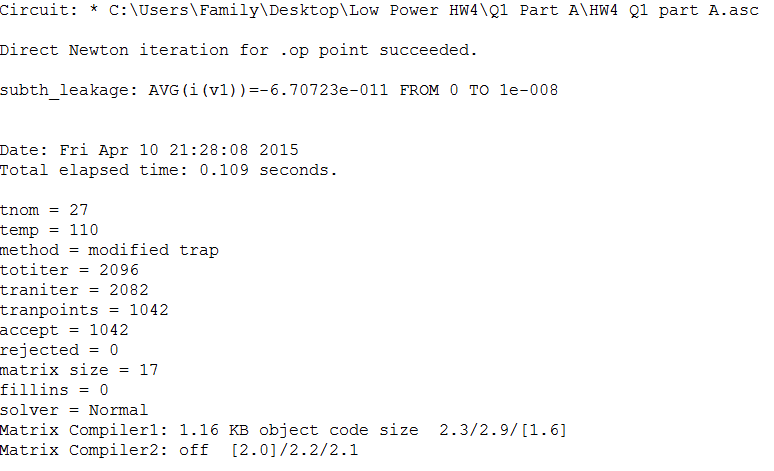 Circuit: * C:\Users\Family\Desktop\Low Power HW4\Q1 Part A\HW4 Q1 part A.asc
Direct Newton iteration for .op point succeeded.
subth_leakage: AVG(i(v1))=-6.70723e-011 FROM 0 TO 1e-008
Date: Fri Apr 10 21:28:08 2015
Total elapsed time: 0.109 seconds.
tnom = 27
temp = 110
method = modified trap
totiter = 2096
traniter = 2082
tranpoints = 1042
accept = 1042
rejected = 0
matrix size = 17
fillins = 0
solver = Normal
Matrix Compiler1: 1.16 KB object code size  2.3/2.9/[1.6]
Matrix Compiler2: off  [2.0]/2.2/2.1